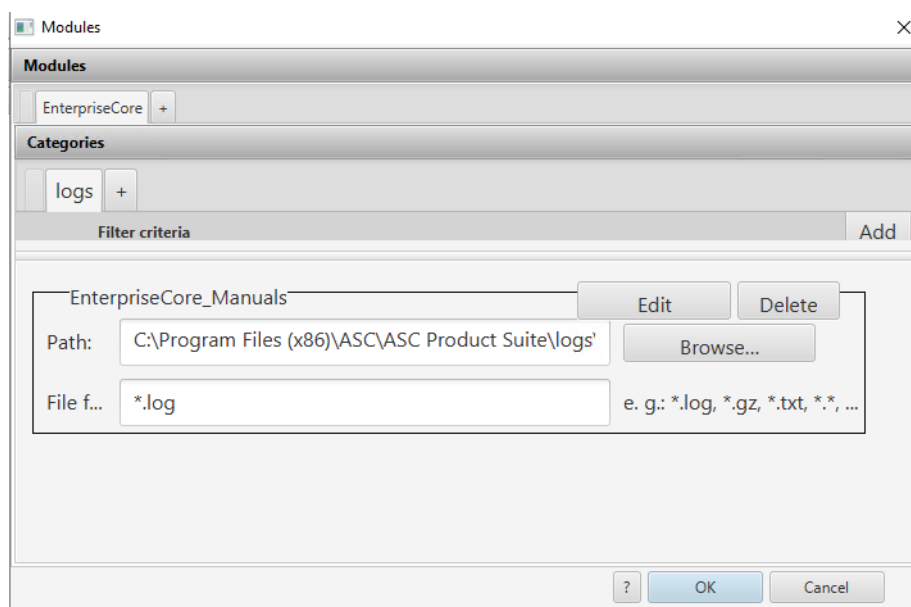 Modules
Modules
EnterpriseCore +
Categories
logs +
Filter criteria Add
EnterpriseCore_Manuals Edit Delete
Path: C:\Program Files (x86)\ASC\ASC Product Suite\logs Browse...
File f... *.log e. g.: *.log, *.gz, *.txt, *.*, ...
? OK Cancel